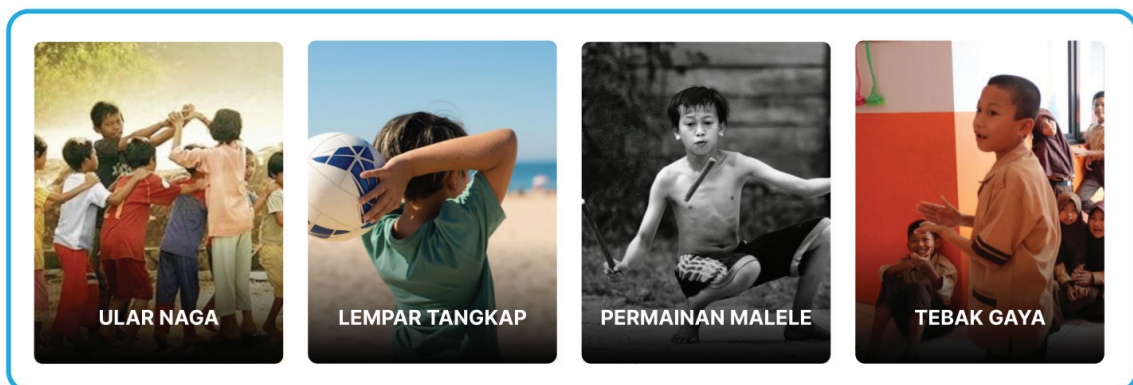 ULAR NAGA
LEMPAR TANGKAP
PERMAINAN MALELE
TEBAK GAYA